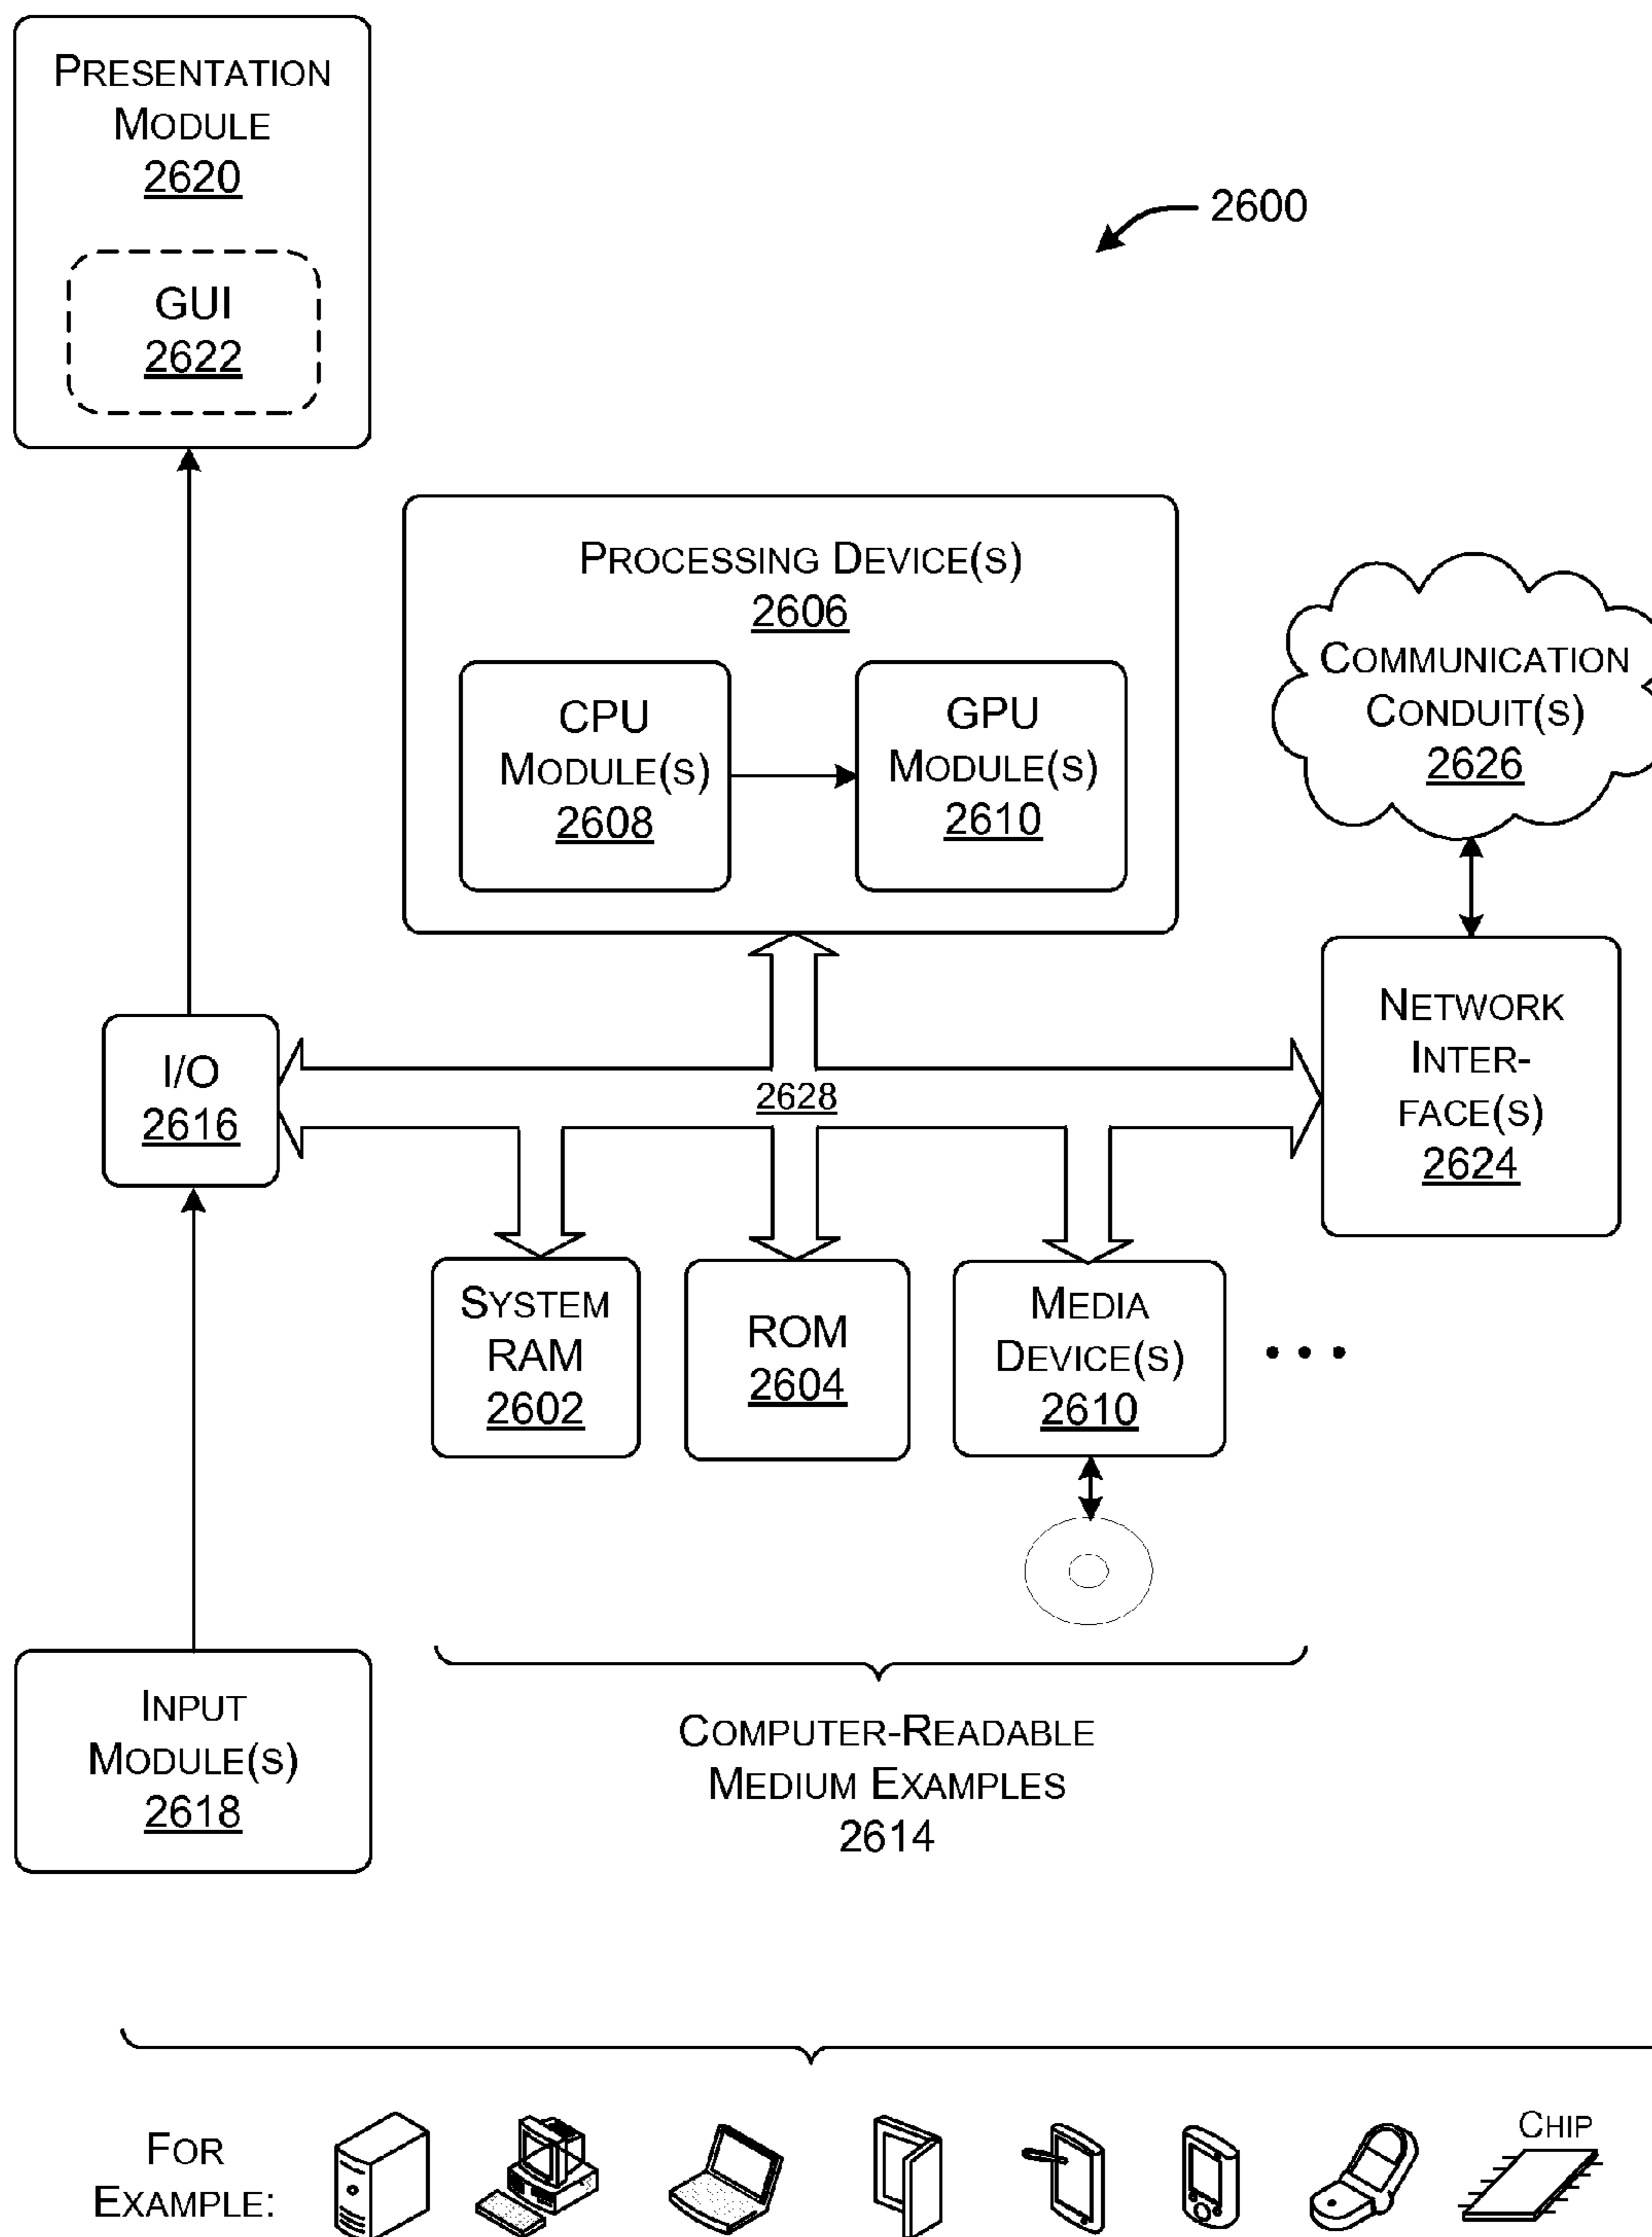 PRESENTATION
MODULE
2620
GUI
2622
2600
PROCESSING DEVICE(S)
2606
CPU
MODULE(S)
2608
GPU
MODULE(S)
2610
COMMUNICATION
CONDUIT(S)
2626
NETWORK
INTER-
FACE(S)
2624
I/O
2616
2628
SYSTEM
RAM
2602
ROM
2604
MEDIA
DEVICE(S)
2610
• • •
INPUT
MODULE(S)
2618
COMPUTER-READABLE
MEDIUM EXAMPLES
2614
FOR
EXAMPLE:
CHIP